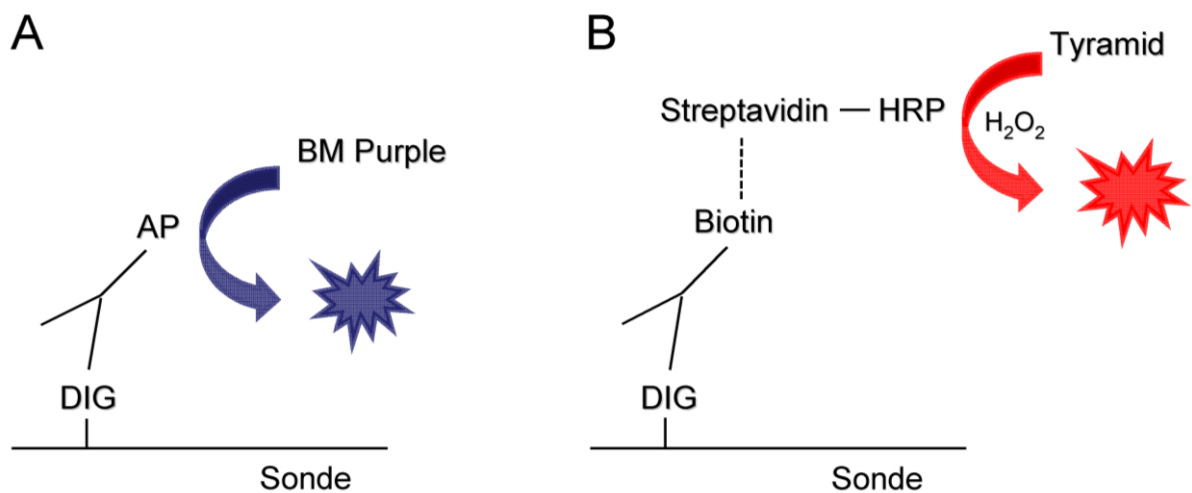 A
BM Purple
AP
DIG
Sonde
B
Tyramid
Streptavidin — HRP
H₂O₂
Biotin
DIG
Sonde